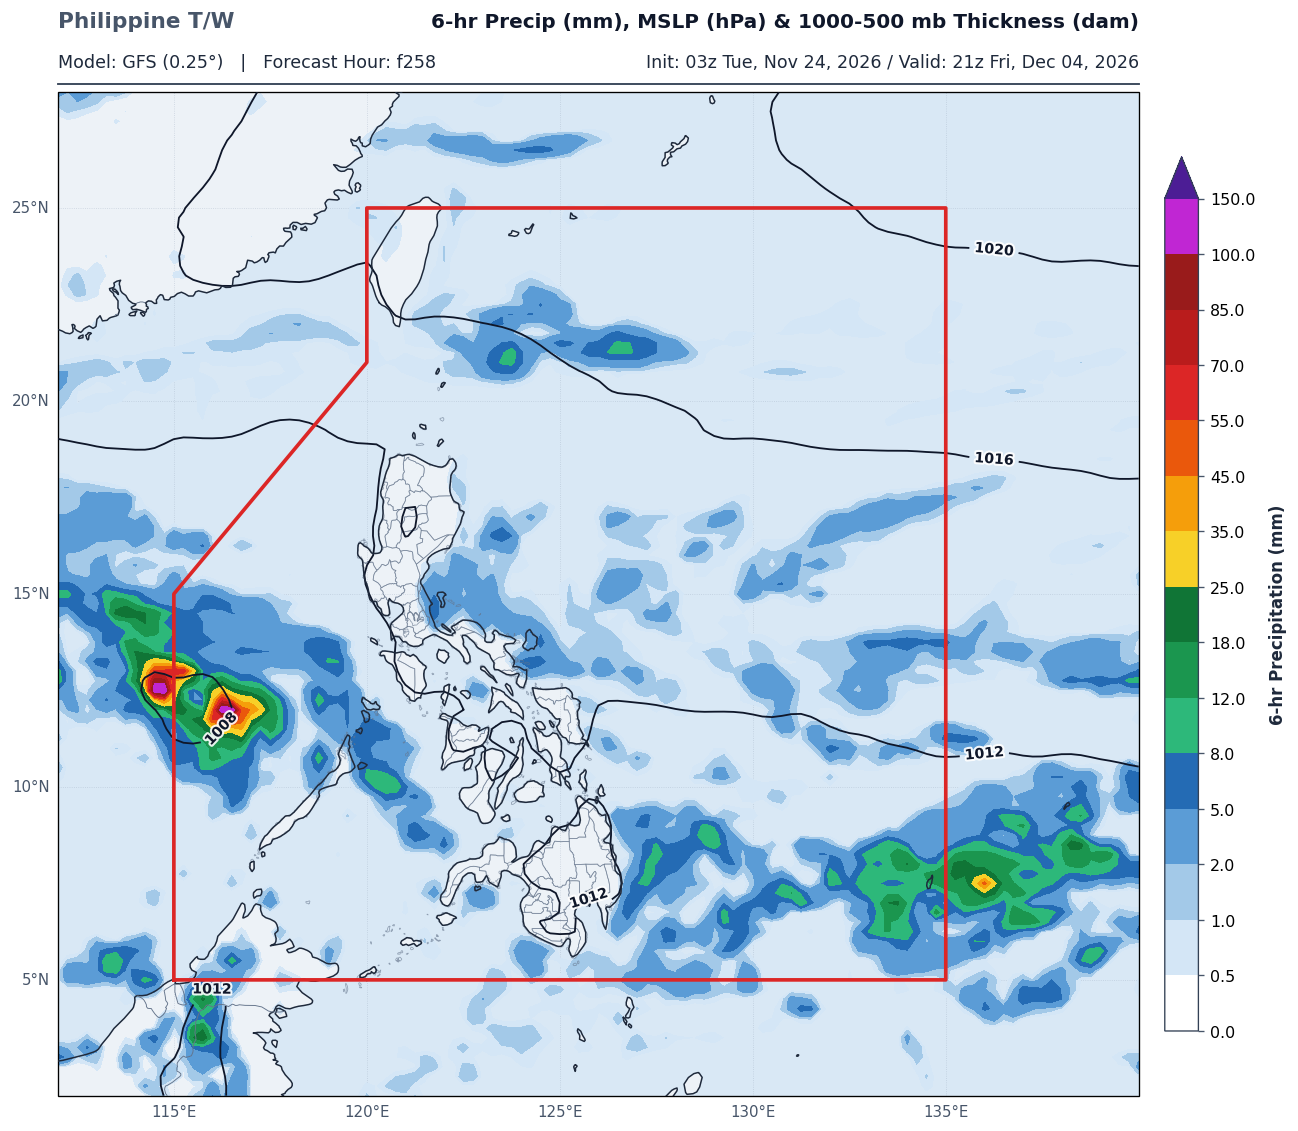 Philippine T/W
6-hr Precip (mm), MSLP (hPa) & 1000-500 mb Thickness (dam)
Model: GFS (0.25°) | Forecast Hour: f258
Init: 03z Tue, Nov 24, 2026 / Valid: 21z Fri, Dec 04, 2026
25°N
20°N
15°N
10°N
5°N
115°E
120°E
125°E
130°E
135°E
1020
1016
1008
1012
1012
1012
150.0
100.0
85.0
70.0
55.0
45.0
35.0
25.0
18.0
12.0
8.0
5.0
2.0
1.0
0.5
0.0
6-hr Precipitation (mm)